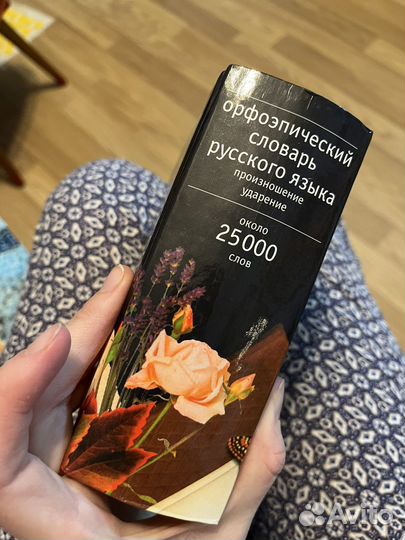 орфоэпический
словарь
русского языка
произношение
ударение
около
25000
слов
Avito